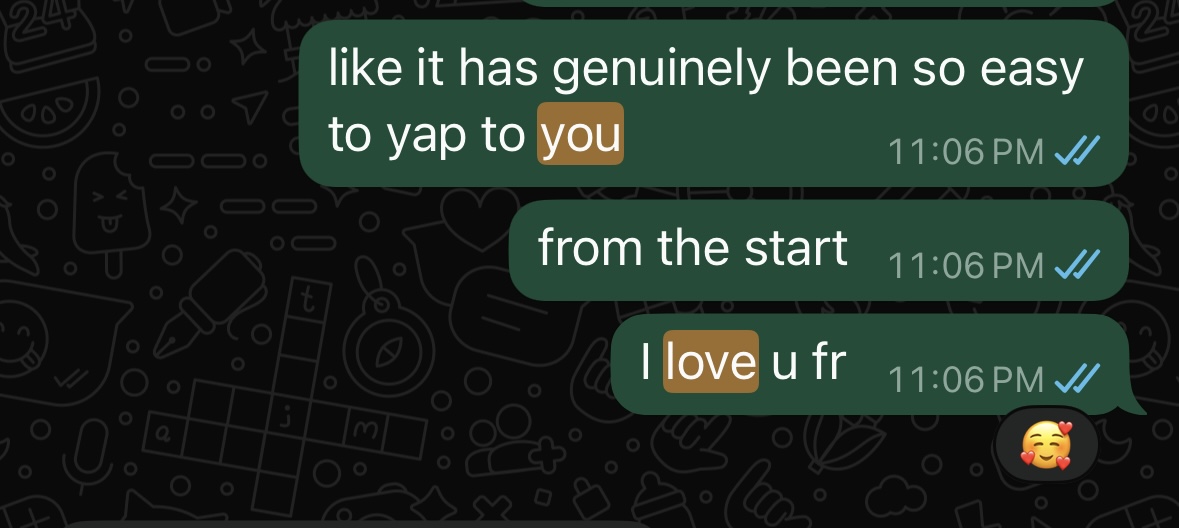 24
like it has genuinely been so easy
to yap to you
11:06 PM
from the start
11:06 PM
I love u fr
11:06 PM
t
j
a
m